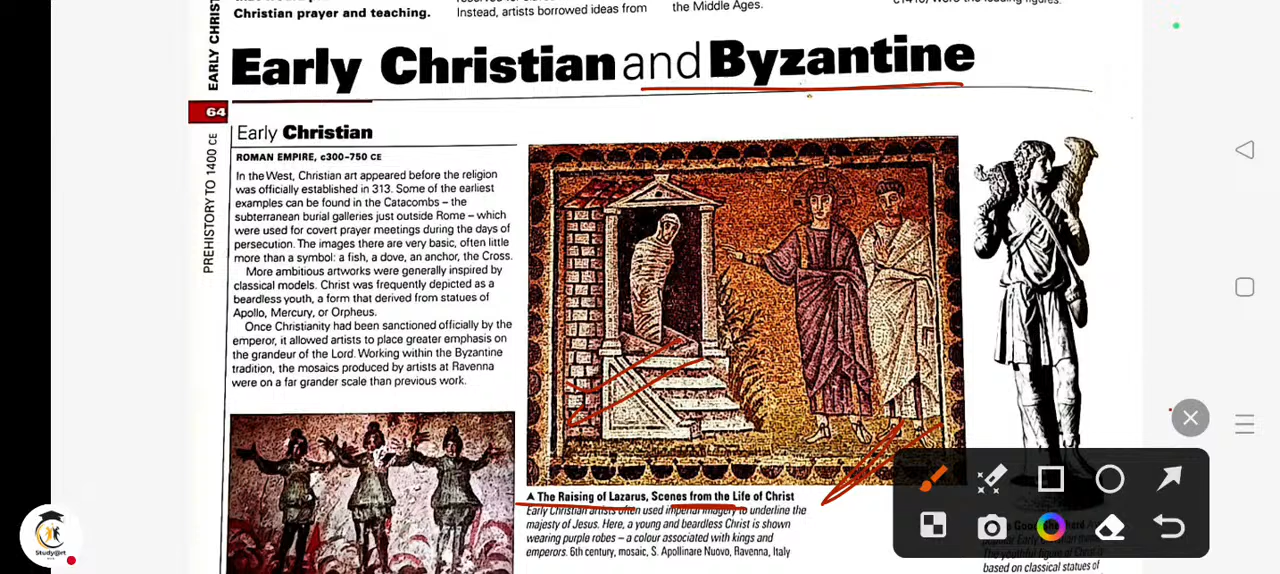 Christian prayer and teaching.
Instead, artists borrowed ideas from
the Middle Ages.
EARLY CHRIST
Early Christian and Byzantine
64
PREHISTORY TO 1400 CE
Early Christian
ROMAN EMPIRE, c300–750 CE
In the West, Christian art appeared before the religion
was officially established in 313. Some of the earliest
examples can be found in the Catacombs – the
subterranean burial galleries just outside Rome – which
were used for covert prayer meetings during the days of
persecution. The images there are very basic, often little
more than a symbol: a fish, a dove, an anchor, the Cross.
More ambitious artworks were generally inspired by
classical models. Christ was frequently depicted as a
beardless youth, a form that derived from statues of
Apollo, Mercury, or Orpheus.
Once Christianity had been sanctioned officially by the
emperor, it allowed artists to place greater emphasis on
the grandeur of the Lord. Working within the Byzantine
tradition, the mosaics produced by artists at Ravenna
were on a far grander scale than previous work.
The Raising of Lazarus, Scenes from the Life of Christ
Early Christian artists often used imperial imagery to underline the
majesty of Jesus. Here, a young and beardless Christ is shown
wearing purple robes – a colour associated with kings and
emperors. 6th century, mosaic, S. Apollinare Nuovo, Ravenna, Italy
The youthful figure of Christ is
based on classical statues of
Study@art